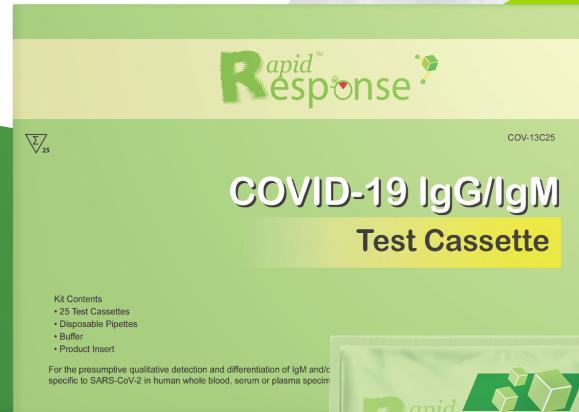 Rapid™
Response
COV-13C25
Σ
25
COVID-19 IgG/IgM
Test Cassette
Kit Contents
• 25 Test Cassettes
• Disposable Pipettes
• Buffer
• Product Insert
For the presumptive qualitative detection and differentiation of IgM and/
specific to SARS-CoV-2 in human whole blood, serum or plasma
apid